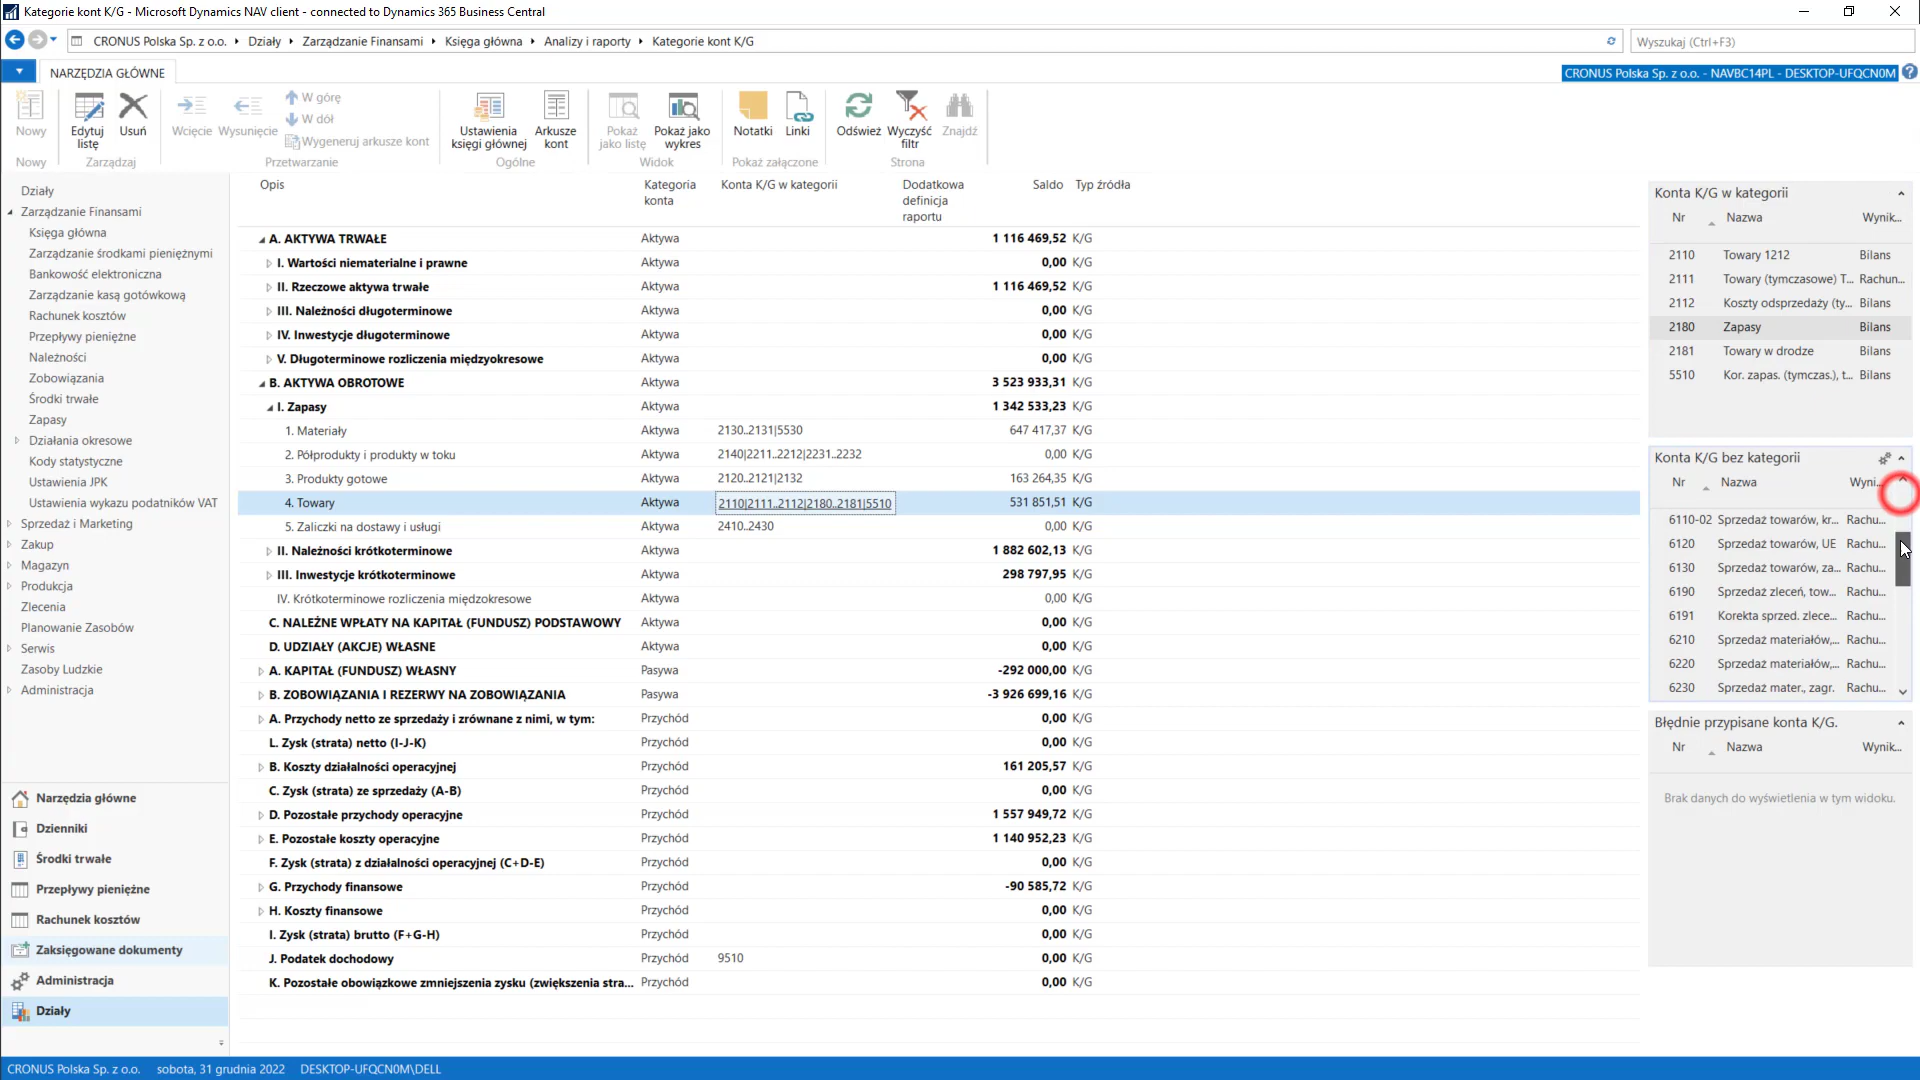 Kategorie kont K/G - Microsoft Dynamics NAV client - connected to Dynamics 365 Business Central
CRONUS Polska Sp. z o.o. Działy Zarządzanie Finansami Księga główna Analizy i raporty Kategorie kont K/G
Wyszukaj (Ctrl+F3)
NARZĘDZIA GŁÓWNE
CRONUS Polska Sp. z o.o. - NAVBC14PL - DESKTOP-UFQCN0M
Nowy
Edytuj listę
Usuń
Wcięcie
Wysunięcie
W górę
W dół
Wygeneruj arkusze kont
Ustawienia księgi głównej
Arkusze kont
Pokaż jako listę
Pokaż jako wykres
Notatki
Linki
Odśwież
Wyczyść filtr
Znajdź
Nowy Zarządzaj Przetwarzanie Ogólne Widok Pokaż załączone Strona
Działy
Zarządzanie Finansami
Księga główna
Zarządzanie środkami pieniężnymi
Bankowość elektroniczna
Zarządzanie kasą gotówkową
Rachunek kosztów
Przepływy pieniężne
Należności
Zobowiązania
Środki trwałe
Zapasy
Działania okresowe
Kody statystyczne
Ustawienia JPK
Ustawienia wykazu podatników VAT
Sprzedaż i Marketing
Zakup
Magazyn
Produkcja
Zlecenia
Planowanie Zasobów
Serwis
Zasoby Ludzkie
Administracja
Narzędzia główne
Dzienniki
Środki trwałe
Przepływy pieniężne
Rachunek kosztów
Zaksięgowane dokumenty
Administracja
Działy
Opis Kategoria konta Konta K/G w kategorii Dodatkowa definicja raportu Saldo Typ źródła
A. AKTYWA TRWAŁE Aktywa 1 116 469,52 K/G
I. Wartości niematerialne i prawne Aktywa 0,00 K/G
II. Rzeczowe aktywa trwałe Aktywa 1 116 469,52 K/G
III. Należności długoterminowe Aktywa 0,00 K/G
IV. Inwestycje długoterminowe Aktywa 0,00 K/G
V. Długoterminowe rozliczenia międzyokresowe Aktywa 0,00 K/G
B. AKTYWA OBROTOWE Aktywa 3 523 933,31 K/G
I. Zapasy Aktywa 1 342 533,23 K/G
1. Materiały Aktywa 2130..2131|5530 647 417,37 K/G
2. Półprodukty i produkty w toku Aktywa 2140|2211..2212|2231..2232 0,00 K/G
3. Produkty gotowe Aktywa 2120..2121|2132 163 264,35 K/G
4. Towary Aktywa 2110|2111..2112|2180..2181|5510 531 851,51 K/G
5. Zaliczki na dostawy i usługi Aktywa 2410..2430 0,00 K/G
II. Należności krótkoterminowe Aktywa 1 882 602,13 K/G
III. Inwestycje krótkoterminowe Aktywa 298 797,95 K/G
IV. Krótkoterminowe rozliczenia międzokresowe Aktywa 0,00 K/G
C. NALEŻNE WPŁATY NA KAPITAŁ (FUNDUSZ) PODSTAWOWY Aktywa 0,00 K/G
D. UDZIAŁY (AKCJE) WŁASNE Aktywa 0,00 K/G
A. KAPITAŁ (FUNDUSZ) WŁASNY Pasywa -292 000,00 K/G
B. ZOBOWIĄZANIA I REZERWY NA ZOBOWIĄZANIA Pasywa -3 926 699,16 K/G
A. Przychody netto ze sprzedaży i zrównane z nimi, w tym: Przychód 0,00 K/G
L. Zysk (strata) netto (I-J-K) Przychód 0,00 K/G
B. Koszty działalności operacyjnej Przychód 161 205,57 K/G
C. Zysk (strata) ze sprzedaży (A-B) Przychód 0,00 K/G
D. Pozostałe przychody operacyjne Przychód 1 557 949,72 K/G
E. Pozostałe koszty operacyjne Przychód 1 140 952,23 K/G
F. Zysk (strata) z działalności operacyjnej (C+D-E) Przychód 0,00 K/G
G. Przychody finansowe Przychód -90 585,72 K/G
H. Koszty finansowe Przychód 0,00 K/G
I. Zysk (strata) brutto (F+G-H) Przychód 0,00 K/G
J. Podatek dochodowy Przychód 9510 0,00 K/G
K. Pozostałe obowiązkowe zmniejszenia zysku (zwiększenia stra... Przychód 0,00 K/G
Konta K/G w kategorii
Nr Nazwa Wynik...
2110 Towary 1212 Bilans
2111 Towary (tymczasowe) T... Rachun...
2112 Koszty odsprzedaży (ty... Bilans
2180 Zapasy Bilans
2181 Towary w drodze Bilans
5510 Kor. zapas. (tymczas.), t... Bilans
Konta K/G bez kategorii
Nr Nazwa Wyni...
6110-02 Sprzedaż towarów, kr... Rachu...
6120 Sprzedaż towarów, UE Rachu...
6130 Sprzedaż towarów, za... Rachu...
6190 Sprzedaż zleceń, tow... Rachu...
6191 Korekta sprzed. zlece... Rachu...
6210 Sprzedaż materiałów,... Rachu...
6220 Sprzedaż materiałów,... Rachu...
6230 Sprzedaż mater., zagr. Rachu...
Błędnie przypisane konta K/G.
Nr Nazwa Wynik...
Brak danych do wyświetlenia w tym widoku.
CRONUS Polska Sp. z o.o. sobota, 31 grudnia 2022 DESKTOP-UFQCN0M\DELL